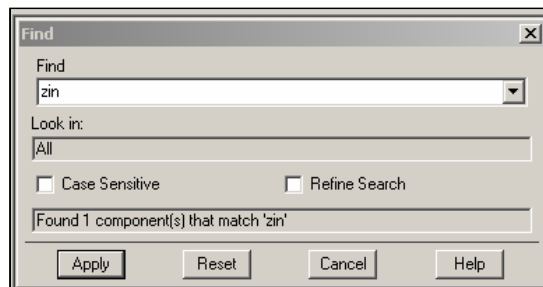 Find
Find
zin
Look in:
All
Case Sensitive Refine Search
Found 1 component(s) that match 'zin'
Apply Reset Cancel Help